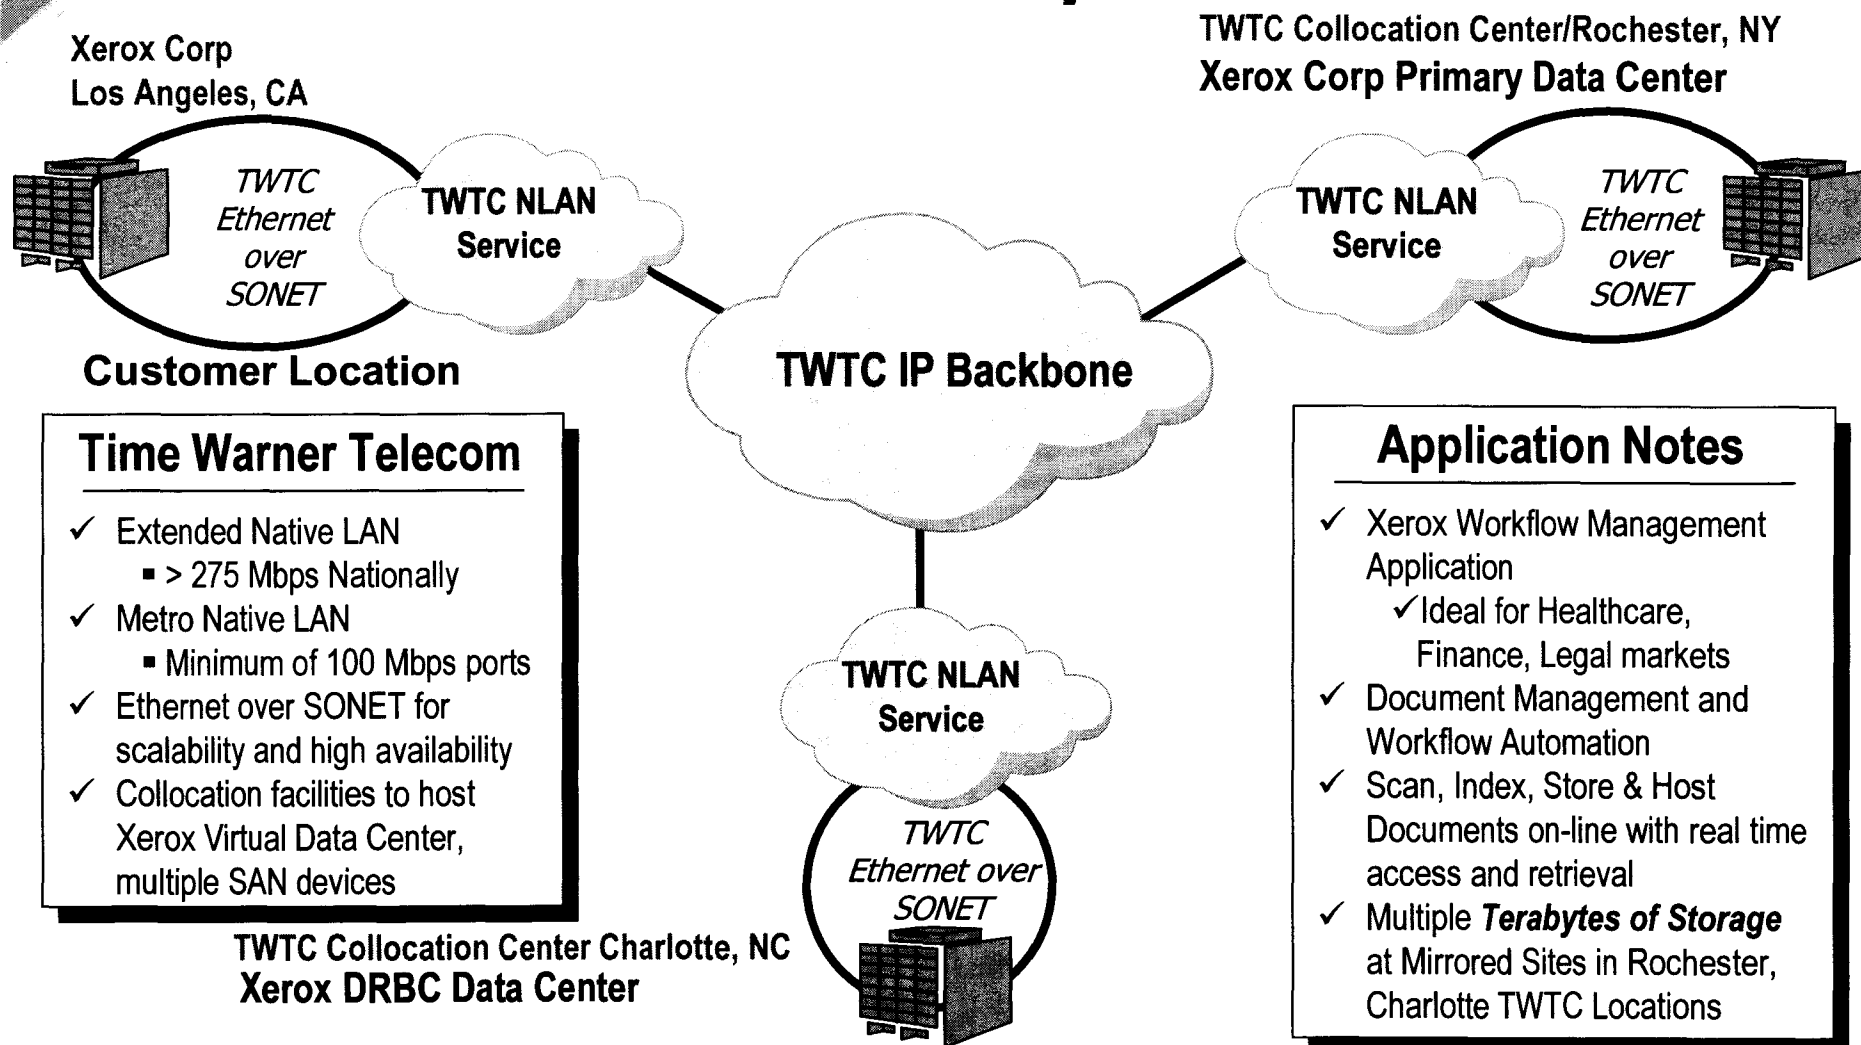 Xerox Corp
Los Angeles, CA
TWTC Collocation Center/Rochester, NY
Xerox Corp Primary Data Center
TWTC
Ethernet
over
SONET
TWTC NLAN
Service
TWTC IP Backbone
TWTC NLAN
Service
TWTC
Ethernet
over
SONET
Customer Location
Time Warner Telecom
✓ Extended Native LAN
▪ > 275 Mbps Nationally
✓ Metro Native LAN
▪ Minimum of 100 Mbps ports
✓ Ethernet over SONET for
scalability and high availability
✓ Collocation facilities to host
Xerox Virtual Data Center,
multiple SAN devices
TWTC NLAN
Service
TWTC
Ethernet over
SONET
TWTC Collocation Center Charlotte, NC
Xerox DRBC Data Center
Application Notes
✓ Xerox Workflow Management
Application
✓Ideal for Healthcare,
Finance, Legal markets
✓ Document Management and
Workflow Automation
✓ Scan, Index, Store & Host
Documents on-line with real time
access and retrieval
✓ Multiple Terabytes of Storage
at Mirrored Sites in Rochester,
Charlotte TWTC Locations